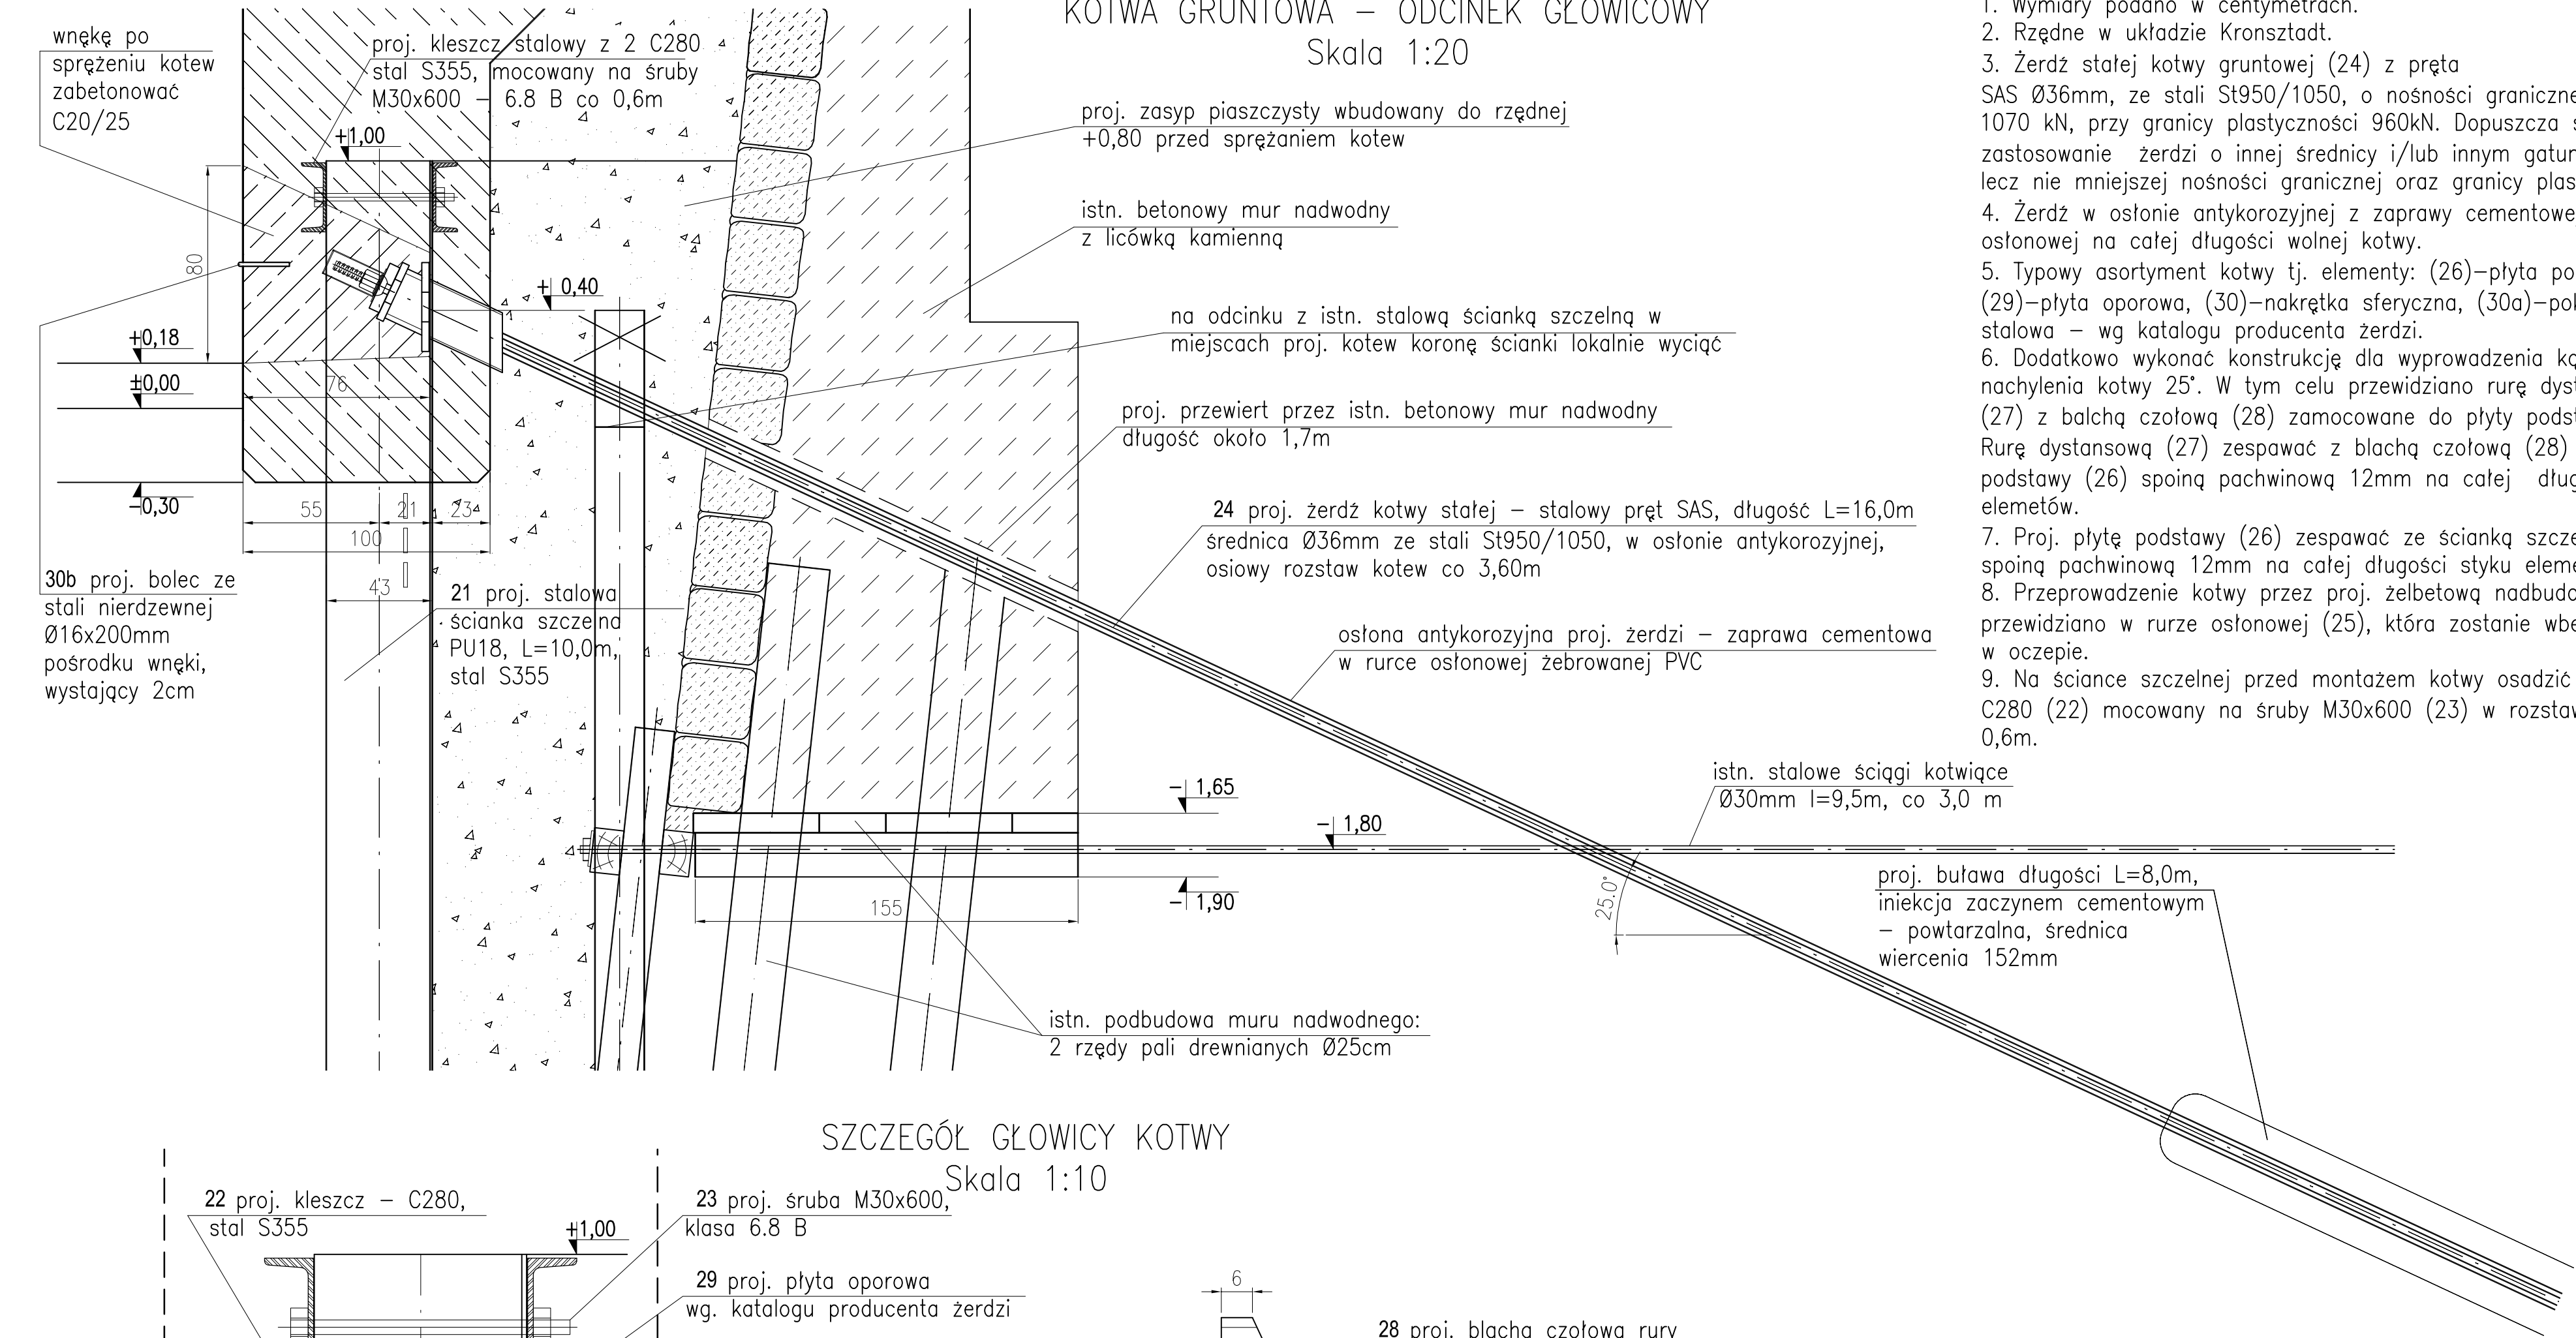 KOTWA GRUNTOWA – ODCINEK GŁOWICOWY
Skala 1:20
wnękę po
sprężeniu kotew
zabetonować
C20/25
proj. kleszcz stalowy z 2 C280
stal S355, mocowany na śruby
M30x600 – 6.8 B co 0,6m
+1,00
80
+ 0,40
+0,18
±0,00
-0,30
76
55
21
23
100
43
30b proj. bolec ze
stali nierdzewnej
Ø16x200mm
pośrodku wnęki,
wystający 2cm
21 proj. stalowa
ścianka szczelna
PU18, L=10,0m,
stal S355
proj. zasyp piaszczysty wbudowany do rzędnej
+0,80 przed sprężaniem kotew
istn. betonowy mur nadwodny
z licówką kamienną
na odcinku z istn. stalową ścianką szczelną w
miejscach proj. kotew koronę ścianki lokalnie wyciąć
proj. przewiert przez istn. betonowy mur nadwodny
długość około 1,7m
24 proj. żerdź kotwy stałej – stalowy pręt SAS, długość L=16,0m
średnica Ø36mm ze stali St950/1050, w osłonie antykorozyjnej,
osiowy rozstaw kotew co 3,60m
osłona antykorozyjna proj. żerdzi – zaprawa cementowa
w rurce osłonowej żebrowanej PVC
istn. stalowe ściągi kotwiące
Ø30mm l=9,5m, co 3,0 m
- 1,65
- 1,80
- 1,90
155
25.0°
proj. buława długości L=8,0m,
iniekcja zaczynem cementowym
– powtarzalna, średnica
wiercenia 152mm
istn. podbudowa muru nadwodnego:
2 rzędy pali drewnianych Ø25cm
1. Wymiary podano w centymetrach.
2. Rzędne w układzie Kronsztadt.
3. Żerdź stałej kotwy gruntowej (24) z pręta
SAS Ø36mm, ze stali St950/1050, o nośności graniczne
1070 kN, przy granicy plastyczności 960kN. Dopuszcza s
zastosowanie żerdzi o innej średnicy i/lub innym gatun
lecz nie mniejszej nośności granicznej oraz granicy plas
4. Żerdź w osłonie antykorozyjnej z zaprawy cementowe
osłonowej na całej długości wolnej kotwy.
5. Typowy asortyment kotwy tj. elementy: (26)–płyta po
(29)–płyta oporowa, (30)–nakrętka sferyczna, (30a)–pok
stalowa – wg katalogu producenta żerdzi.
6. Dodatkowo wykonać konstrukcję dla wyprowadzenia ką
nachylenia kotwy 25°. W tym celu przewidziano rurę dyst
(27) z balchą czołową (28) zamocowane do płyty podst
Rurę dystansową (27) zespawać z blachą czołową (28)
podstawy (26) spoiną pachwinową 12mm na całej dług
elemetów.
7. Proj. płytę podstawy (26) zespawać ze ścianką szcze
spoiną pachwinową 12mm na całej długości styku eleme
8. Przeprowadzenie kotwy przez proj. żelbetową nadbudo
przewidziano w rurze osłonowej (25), która zostanie wbe
w oczepie.
9. Na ściance szczelnej przed montażem kotwy osadzić
C280 (22) mocowany na śruby M30x600 (23) w rozstaw
0,6m.
SZCZEGÓŁ GŁOWICY KOTWY
Skala 1:10
22 proj. kleszcz – C280,
stal S355
+1,00
23 proj. śruba M30x600,
klasa 6.8 B
29 proj. płyta oporowa
wg. katalogu producenta żerdzi
6
28 proj. blacha czołowa rury